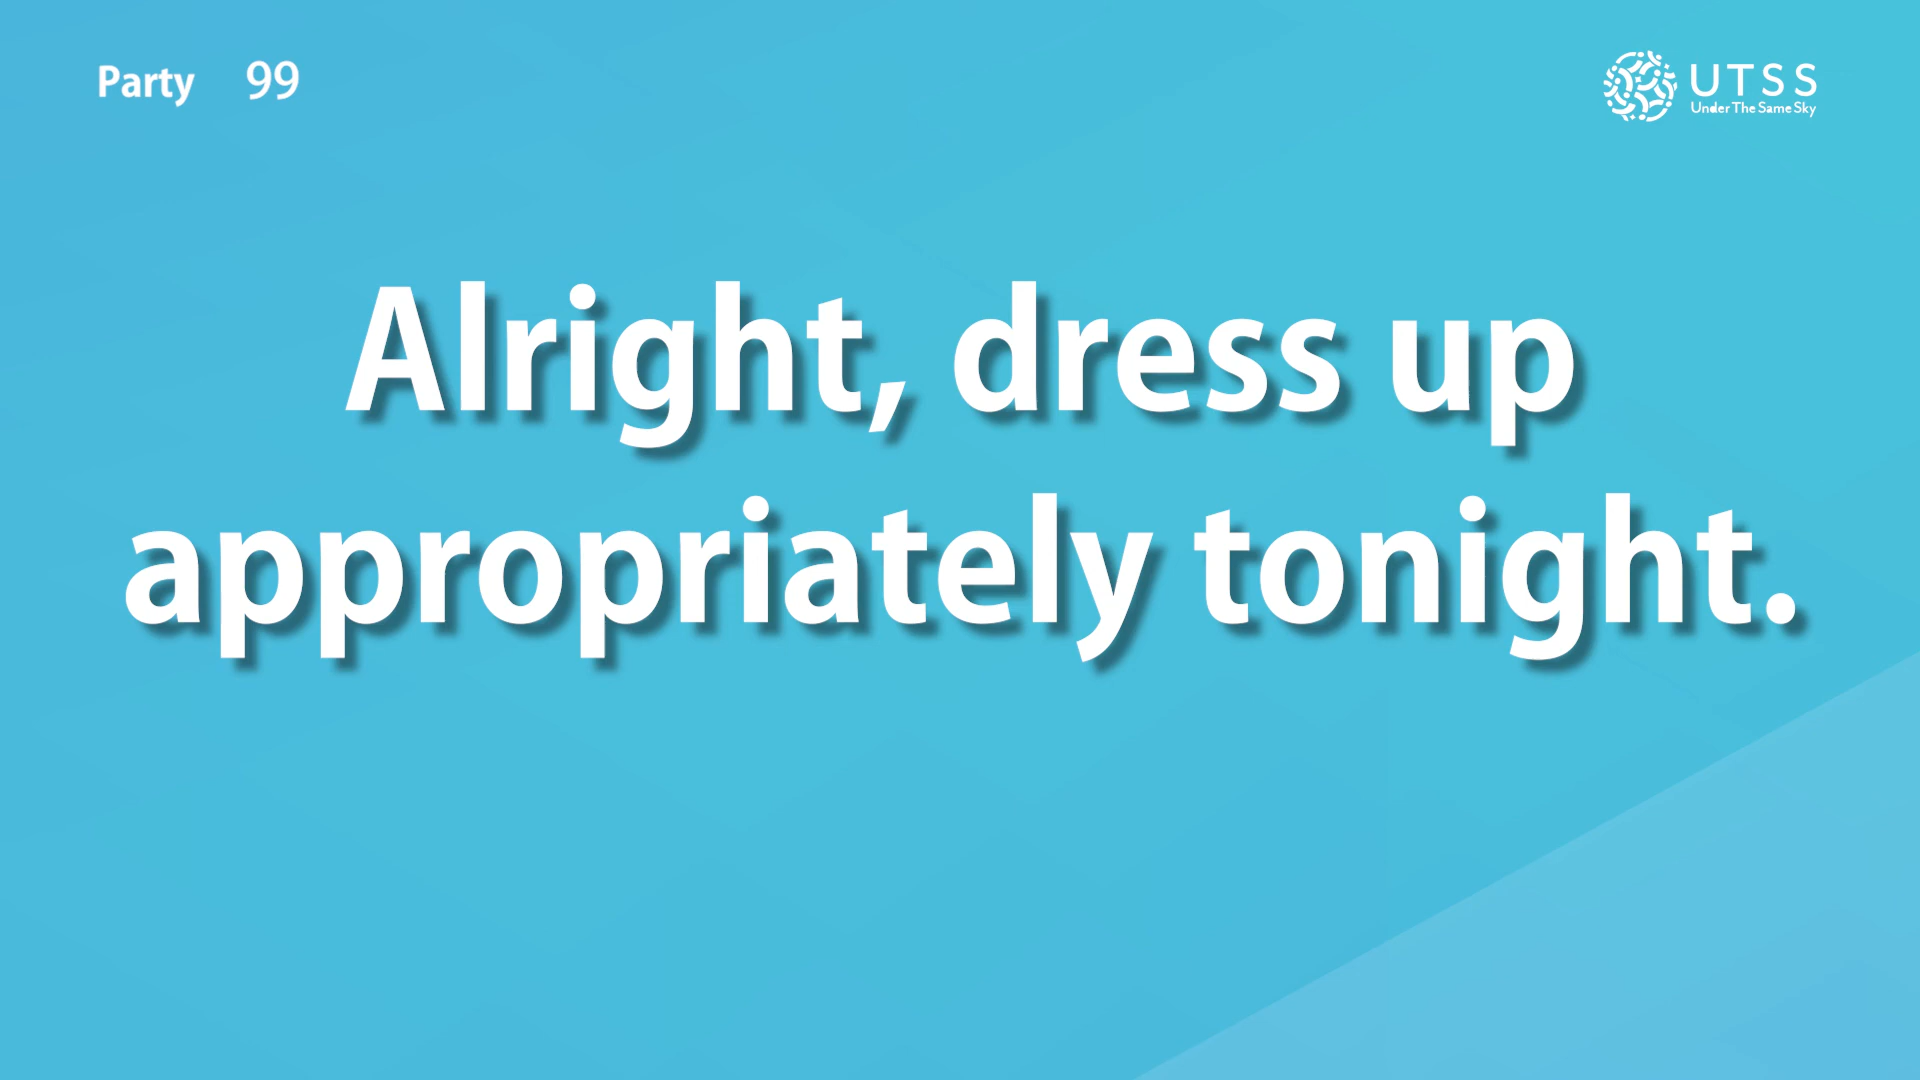 Party 99
UTSS
Under The Same Sky
Alright, dress up
appropriately tonight.